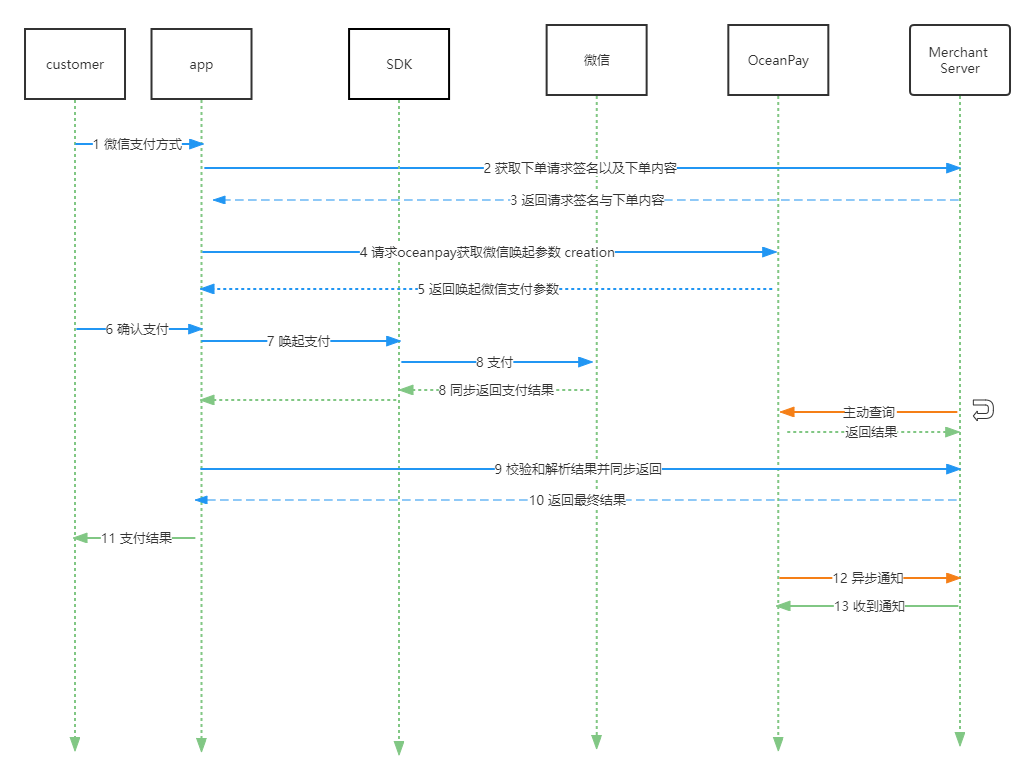 customer
app
SDK
微信
OceanPay
Merchant
Server
1 微信支付方式
2 获取下单请求签名以及下单内容
3 返回请求签名与下单内容
4 请求oceanpay获取微信唤起参数 creation
5 返回唤起微信支付参数
6 确认支付
7 唤起支付
8 支付
8 同步返回支付结果
主动查询
返回结果
9 校验和解析结果并同步返回
10 返回最终结果
11 支付结果
12 异步通知
13 收到通知